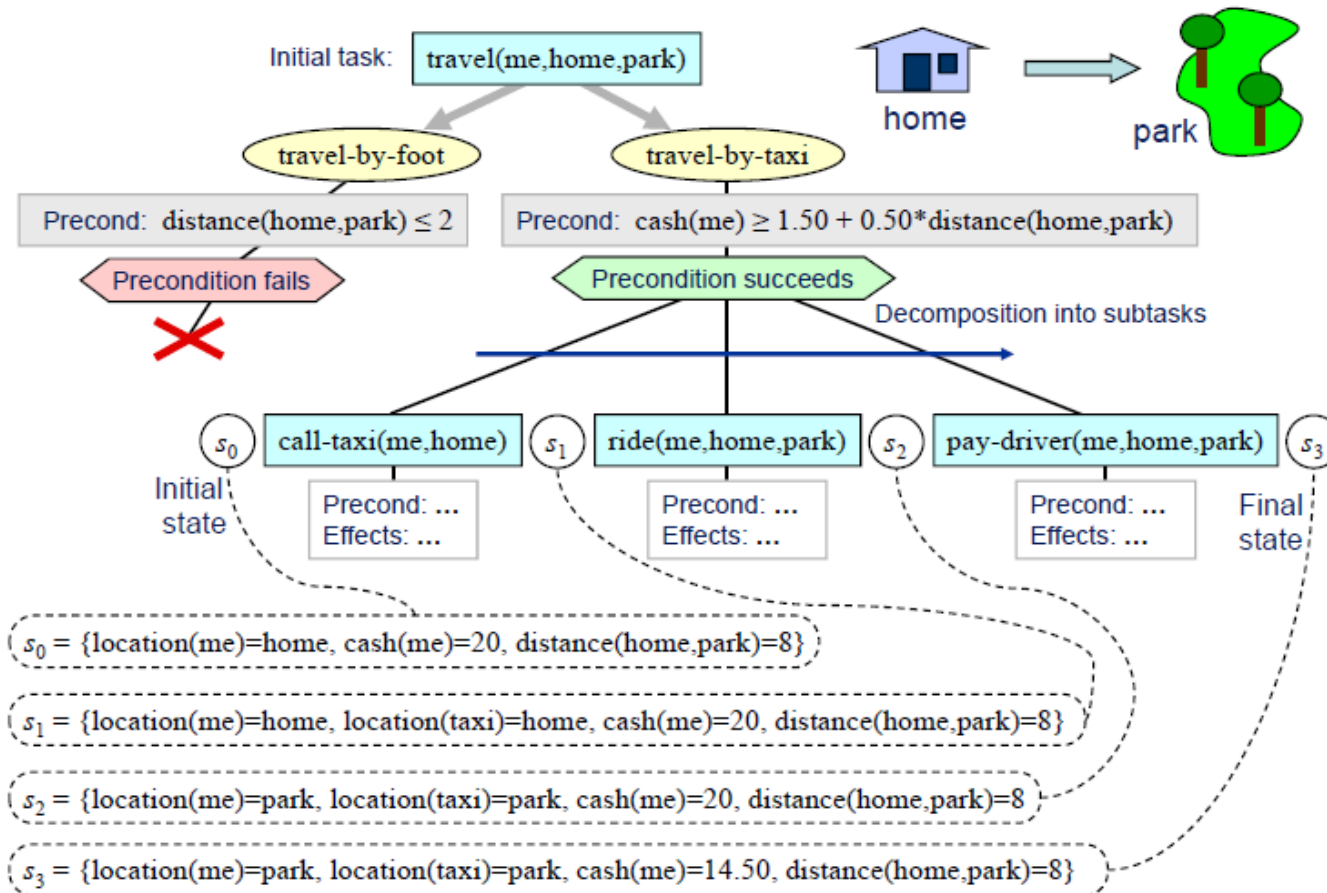 Initial task: travel(me,home,park)
home
park
travel-by-foot
travel-by-taxi
Precond: distance(home,park) ≤ 2
Precond: cash(me) ≥ 1.50 + 0.50*distance(home,park)
Precondition fails
Precondition succeeds
Decomposition into subtasks
s0
call-taxi(me,home)
s1
ride(me,home,park)
s2
pay-driver(me,home,park)
s3
Initial
state
Precond: ...
Effects: ...
Precond: ...
Effects: ...
Precond: ...
Effects: ...
Final
state
s0 = {location(me)=home, cash(me)=20, distance(home,park)=8}
s1 = {location(me)=home, location(taxi)=home, cash(me)=20, distance(home,park)=8}
s2 = {location(me)=park, location(taxi)=park, cash(me)=20, distance(home,park)=8
s3 = {location(me)=park, location(taxi)=park, cash(me)=14.50, distance(home,park)=8}